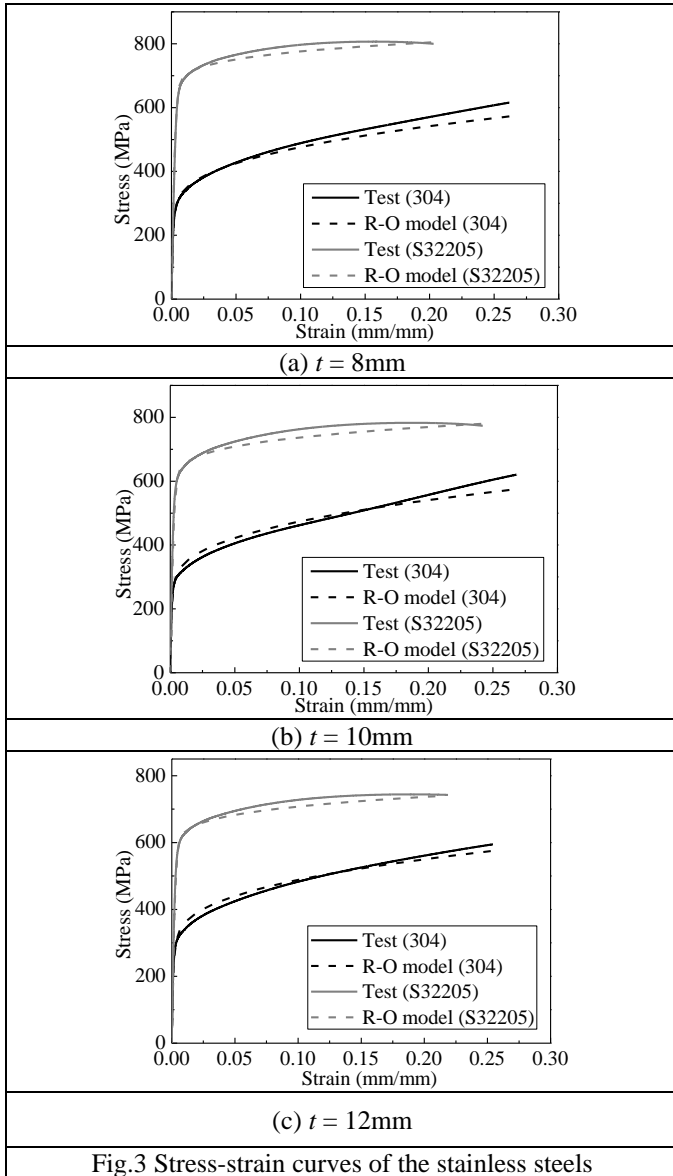 800
600
400
200
0
Stress (MPa)
Test (304)
R-O model (304)
Test (S32205)
R-O model (S32205)
0.00 0.05 0.10 0.15 0.20 0.25 0.30
Strain (mm/mm)
(a) t = 8mm
800
600
400
200
0
Stress (MPa)
Test (304)
R-O model (304)
Test (S32205)
R-O model (S32205)
0.00 0.05 0.10 0.15 0.20 0.25 0.30
Strain (mm/mm)
(b) t = 10mm
800
600
400
200
0
Stress (MPa)
Test (304)
R-O model (304)
Test (S32205)
R-O model (S32205)
0.00 0.05 0.10 0.15 0.20 0.25 0.30
Strain (mm/mm)
(c) t = 12mm
Fig.3 Stress-strain curves of the stainless steels